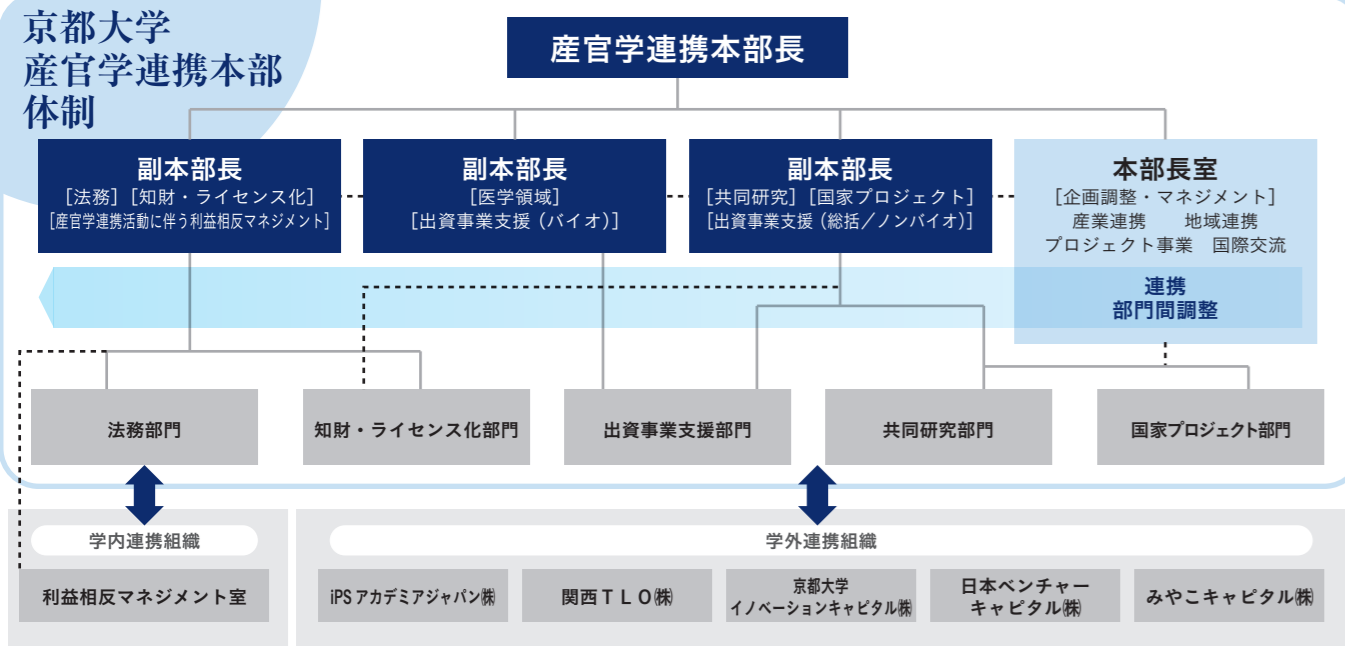 京都大学
産官学連携本部
体制
産官学連携本部長
副本部長
［法務］［知財・ライセンス化］
［産官学連携活動に伴う利益相反マネジメント］
副本部長
［医学領域］
［出資事業支援（バイオ）］
副本部長
［共同研究］［国家プロジェクト］
［出資事業支援（総括／ノンバイオ）］
本部長室
［企画調整・マネジメント］
産業連携　地域連携
プロジェクト事業　国際交流
連携
部門間調整
法務部門
知財・ライセンス化部門
出資事業支援部門
共同研究部門
国家プロジェクト部門
学内連携組織
利益相反マネジメント室
学外連携組織
iPS アカデミアジャパン㈱
関西ＴＬＯ㈱
京都大学
イノベーションキャピタル㈱
日本ベンチャー
キャピタル㈱
みやこキャピタル㈱